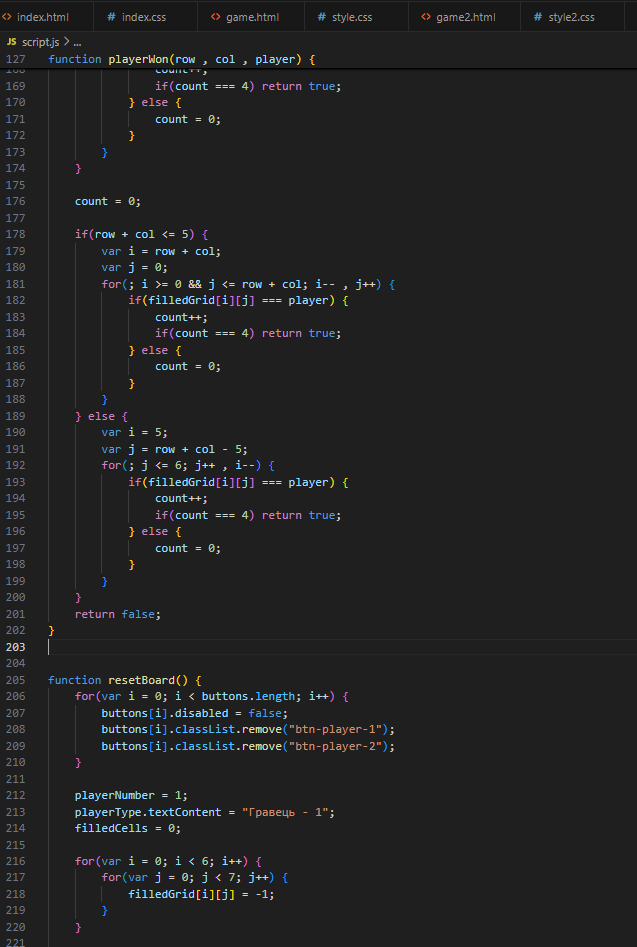 index.html
index.css
game.html
style.css
game2.html
style2.css
JS script.js > ...
127 function playerWon(row , col , player) {
168 count++;
169 if(count === 4) return true;
170 } else {
171 count = 0;
172 }
173 }
174 }
175
176 count = 0;
177
178 if(row + col <= 5) {
179 var i = row + col;
180 var j = 0;
181 for(; i >= 0 && j <= row + col; i-- , j++) {
182 if(filledGrid[i][j] === player) {
183 count++;
184 if(count === 4) return true;
185 } else {
186 count = 0;
187 }
188 }
189 } else {
190 var i = 5;
191 var j = row + col - 5;
192 for(; j <= 6; j++ , i--) {
193 if(filledGrid[i][j] === player) {
194 count++;
195 if(count === 4) return true;
196 } else {
197 count = 0;
198 }
199 }
200 }
201 return false;
202 }
203
204
205 function resetBoard() {
206 for(var i = 0; i < buttons.length; i++) {
207 buttons[i].disabled = false;
208 buttons[i].classList.remove("btn-player-1");
209 buttons[i].classList.remove("btn-player-2");
210 }
211
212 playerNumber = 1;
213 playerType.textContent = "Гравець - 1";
214 filledCells = 0;
215
216 for(var i = 0; i < 6; i++) {
217 for(var j = 0; j < 7; j++) {
218 filledGrid[i][j] = -1;
219 }
220 }
221